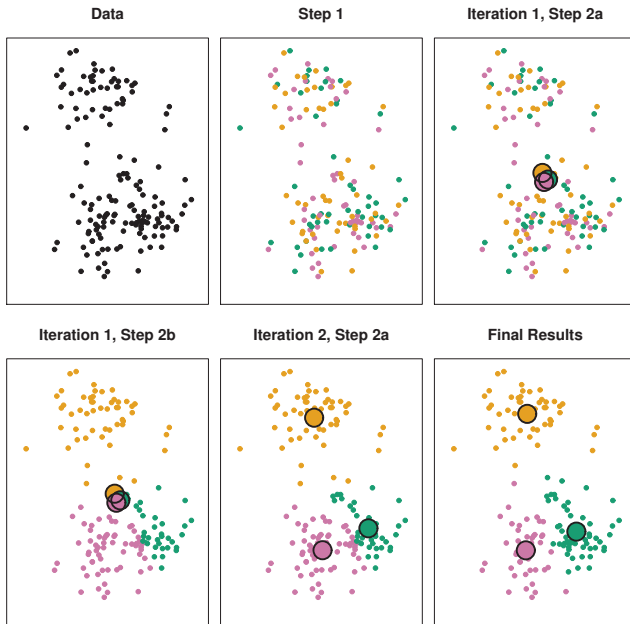 Data
Step 1
Iteration 1, Step 2a
Iteration 1, Step 2b
Iteration 2, Step 2a
Final Results